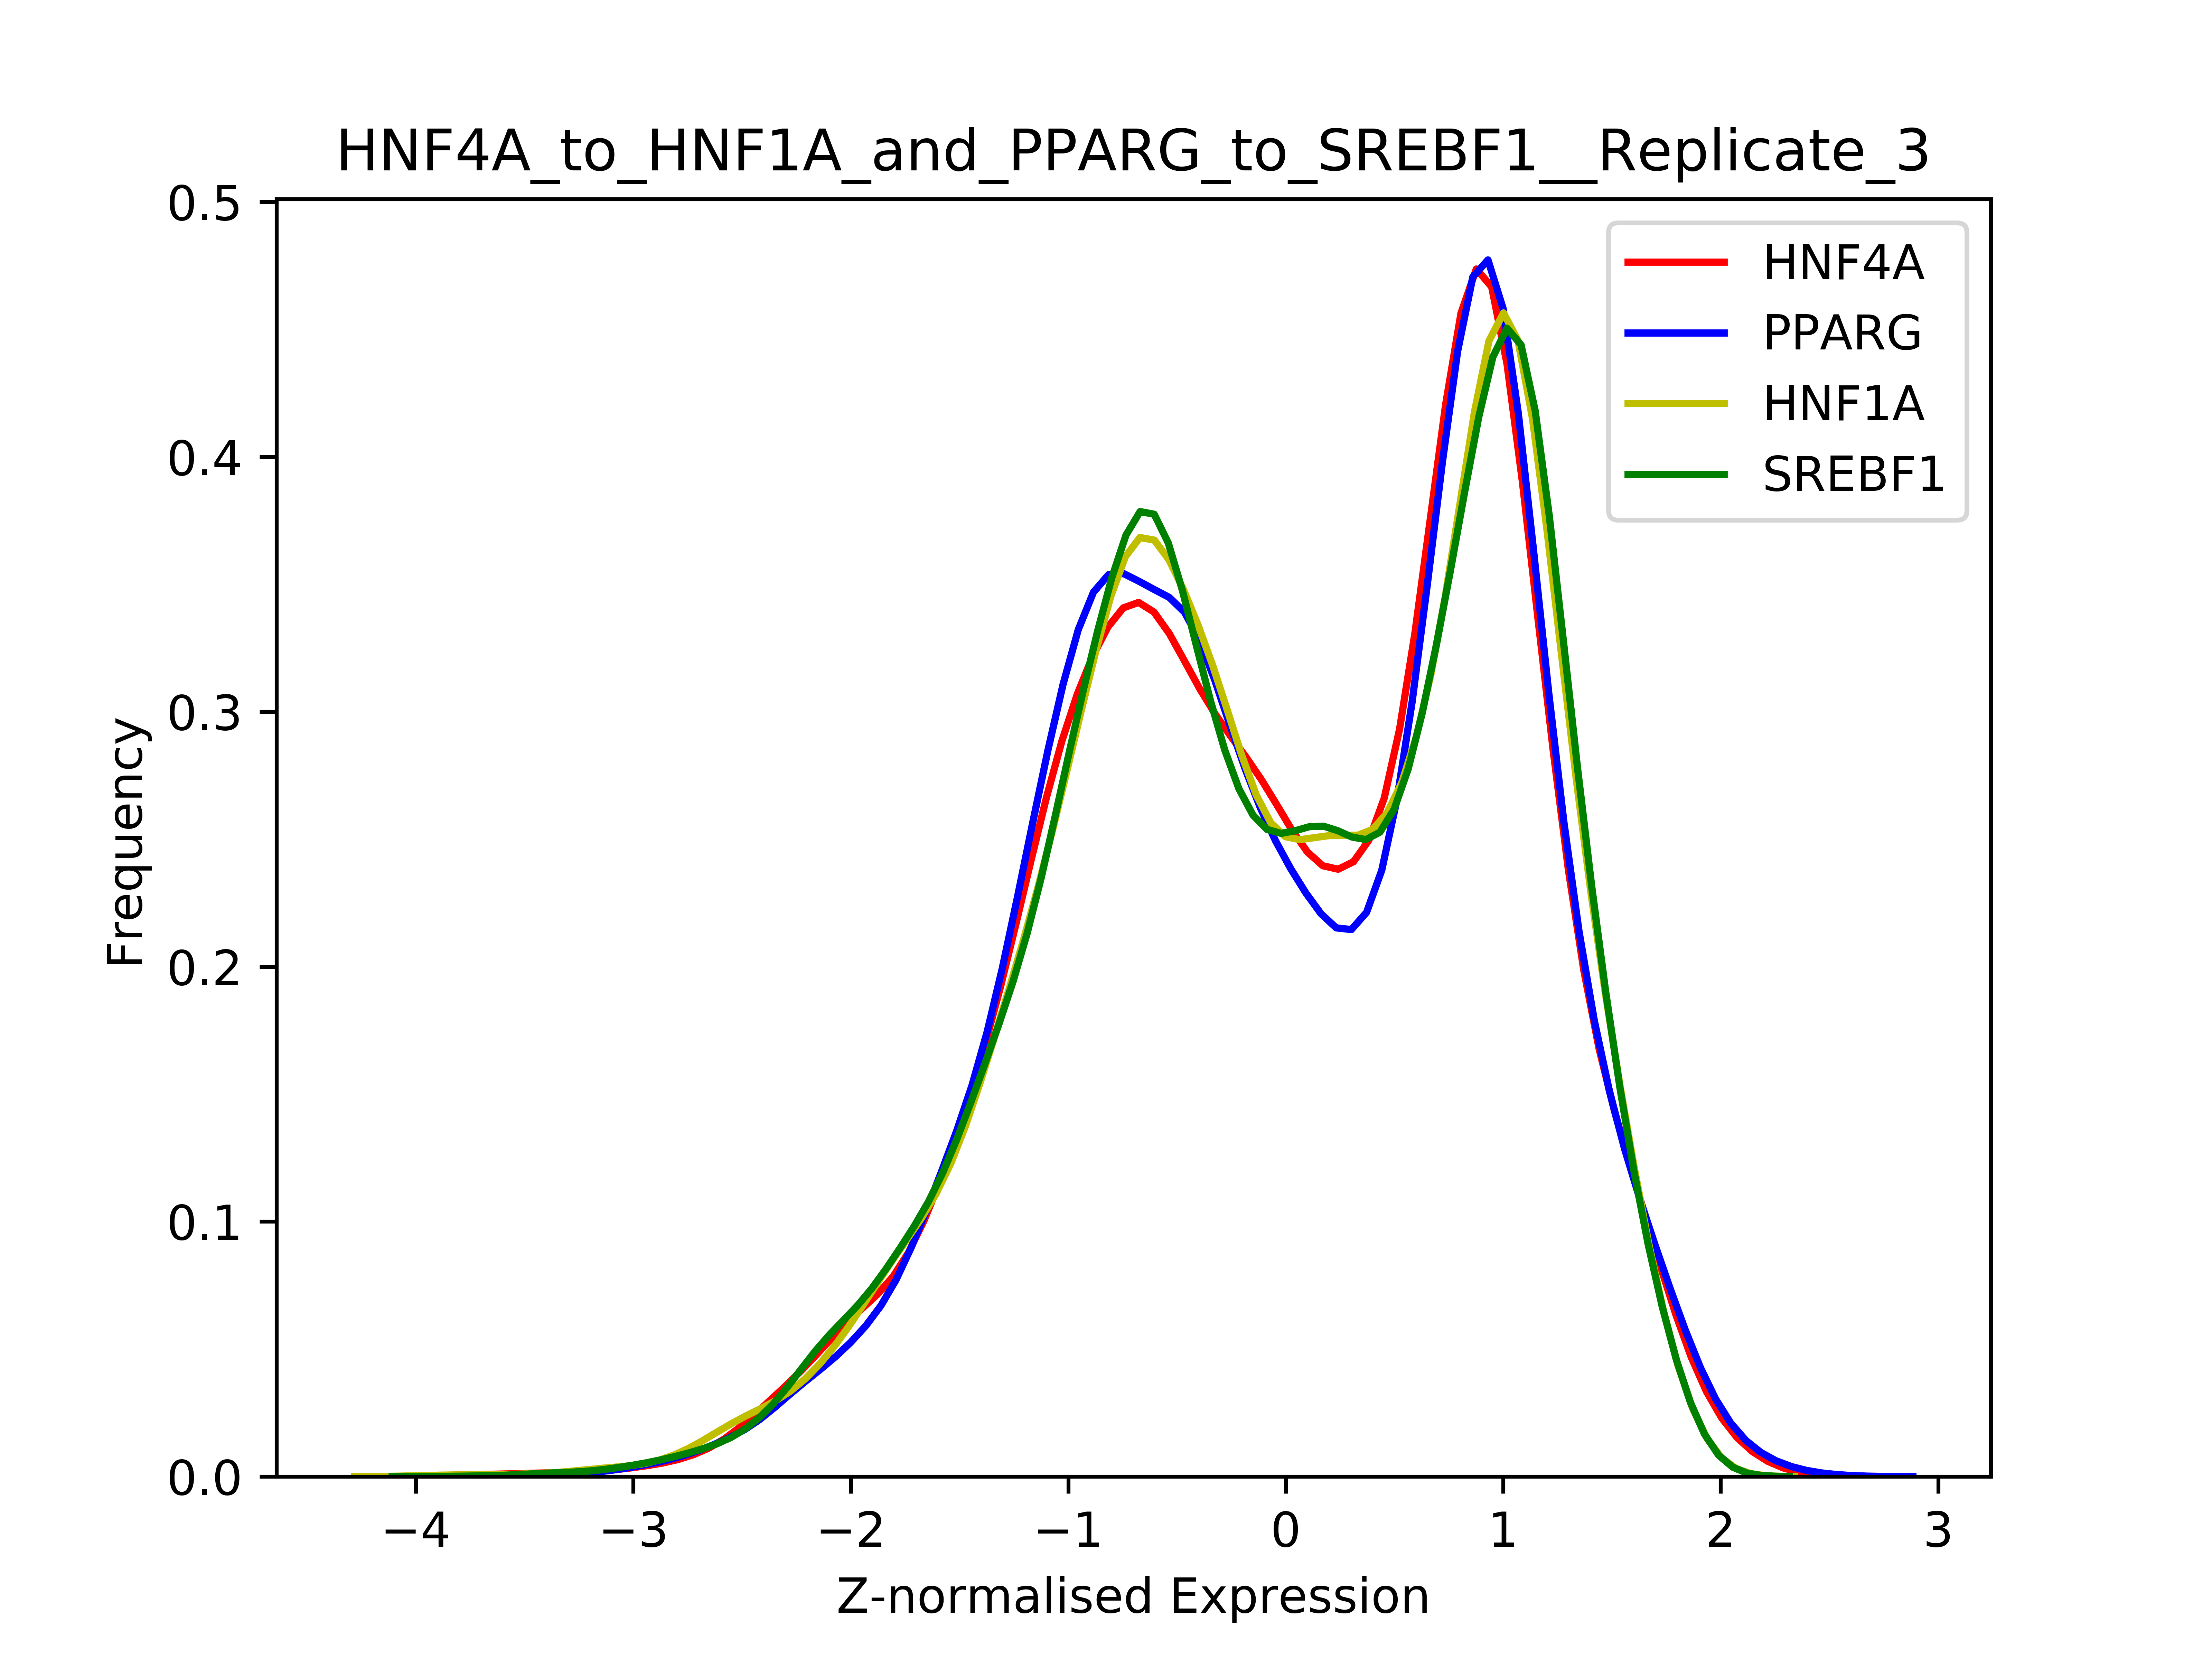 HNF4A_to_HNF1A_and_PPARG_to_SREBF1__Replicate_3
0.5
0.4
0.3
0.2
0.1
0.0
Frequency
HNF4A
PPARG
HNF1A
SREBF1
−4 −3 −2 −1 0 1 2 3
Z-normalised Expression